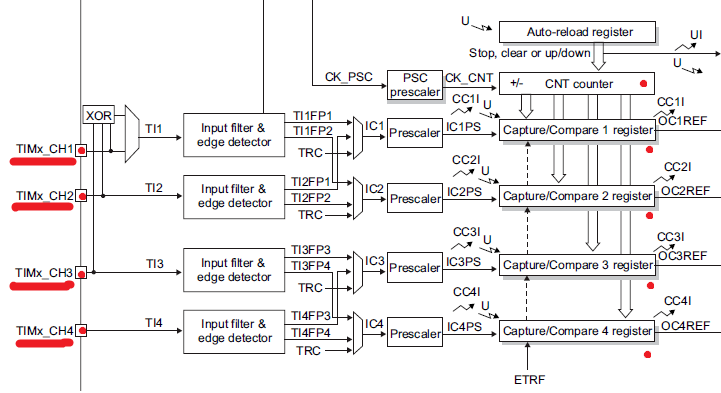 U
Auto-reload register
UI
Stop, clear or up/down
U
CK_PSC
PSC
prescaler
CK_CNT
+/-
CNT counter
XOR
TI1
Input filter &
edge detector
TI1FP1
TI1FP2
TRC
IC1
Prescaler
IC1PS
CC1I
U
Capture/Compare 1 register
CC1I
OC1REF
TIMx_CH1
TIMx_CH2
TI2
Input filter &
edge detector
TI2FP1
TI2FP2
TRC
IC2
Prescaler
IC2PS
CC2I
U
Capture/Compare 2 register
CC2I
OC2REF
TIMx_CH3
TI3
Input filter &
edge detector
TI3FP3
TI3FP4
TRC
IC3
Prescaler
IC3PS
CC3I
U
Capture/Compare 3 register
CC3I
OC3REF
TIMx_CH4
TI4
Input filter &
edge detector
TI4FP3
TI4FP4
TRC
IC4
Prescaler
IC4PS
CC4I
U
Capture/Compare 4 register
CC4I
OC4REF
ETRF